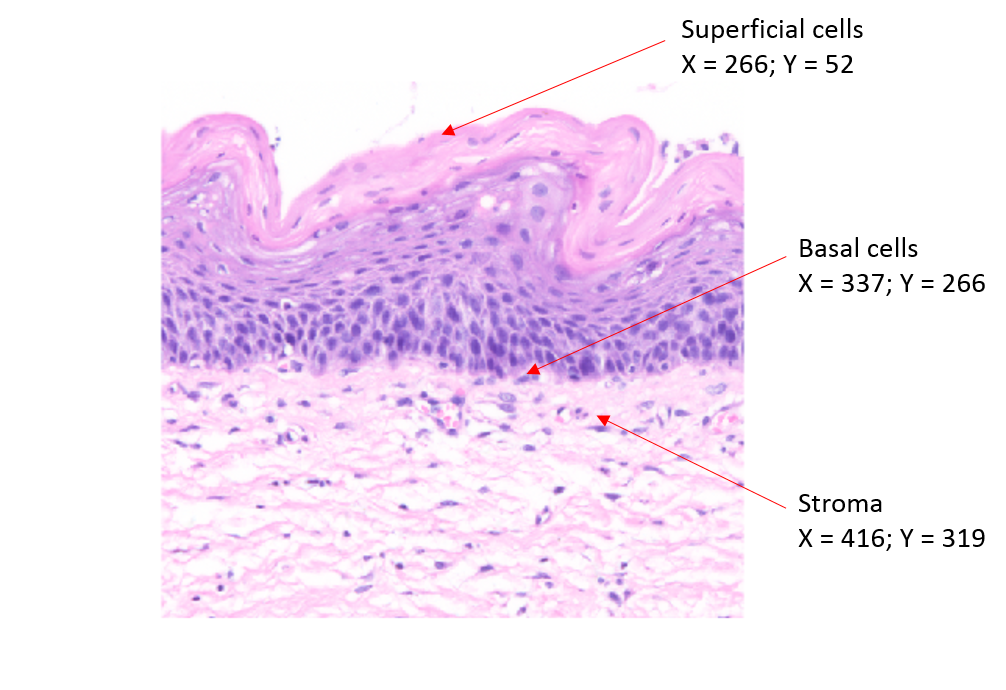 Superficial cells
X = 266; Y = 52
Basal cells
X = 337; Y = 266
Stroma
X = 416; Y = 319